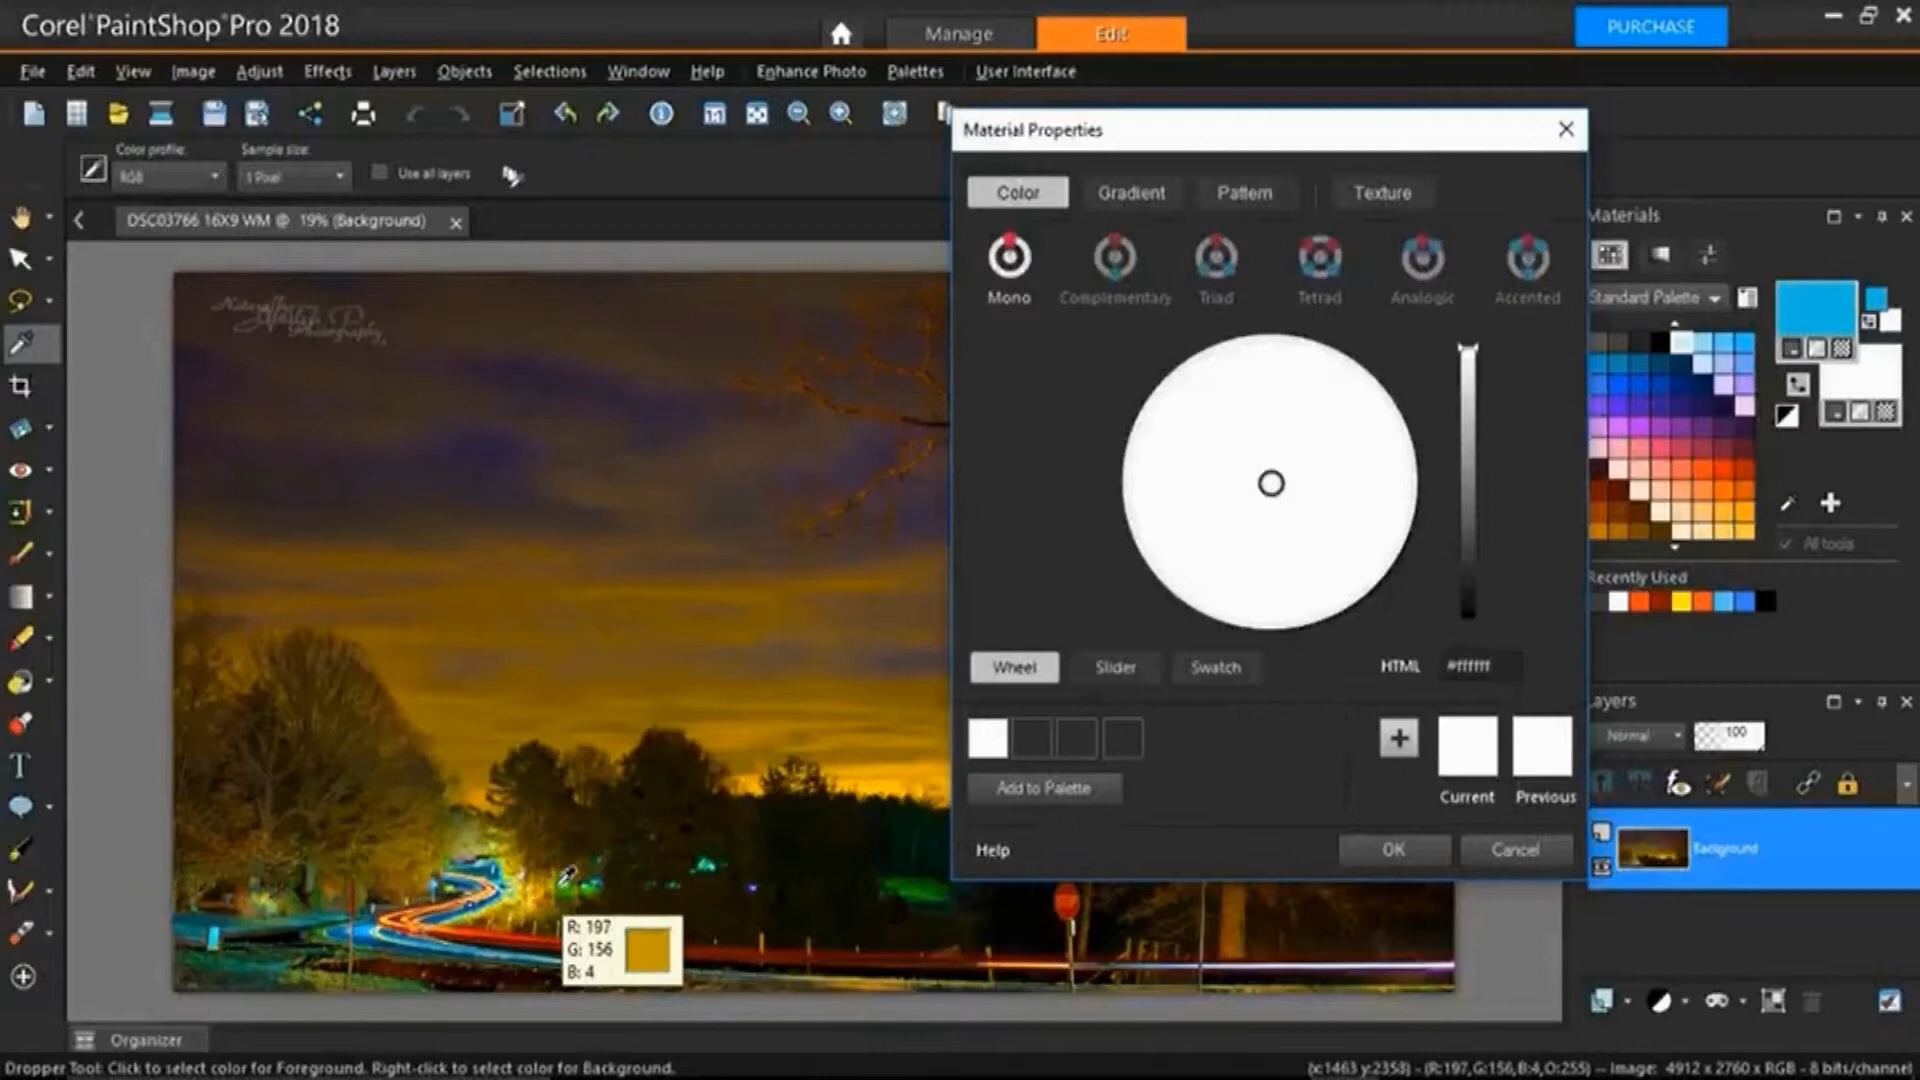 Corel PaintShop Pro 2018
Manage
Edit
PURCHASE
File Edit View Image Adjust Effects Layers Objects Selections Window Help Enhance Photo Palettes User Interface
Color profile:
RGB
Sample size:
1 Pixel
Use all layers
DSC03766 16X9 WM @ 19% (Background)
Material Properties
Color Gradient Pattern Texture
Mono Complementary Triad Tetrad Analogic Accented
Wheel Slider Swatch HTML #ffffff
Add to Palette
Current Previous
Help OK Cancel
Materials
Standard Palette
All tools
Recently Used
Layers
Normal 100
Background
R: 197
G: 156
B: 4
Photography
Organizer
Dropper Tool: Click to select color for Foreground. Right-click to select color for Background.
(x:1463 y:2358) - (R:197,G:156,B:4,O:255) -- Image: 4912 x 2760 x RGB - 8 bits/channel